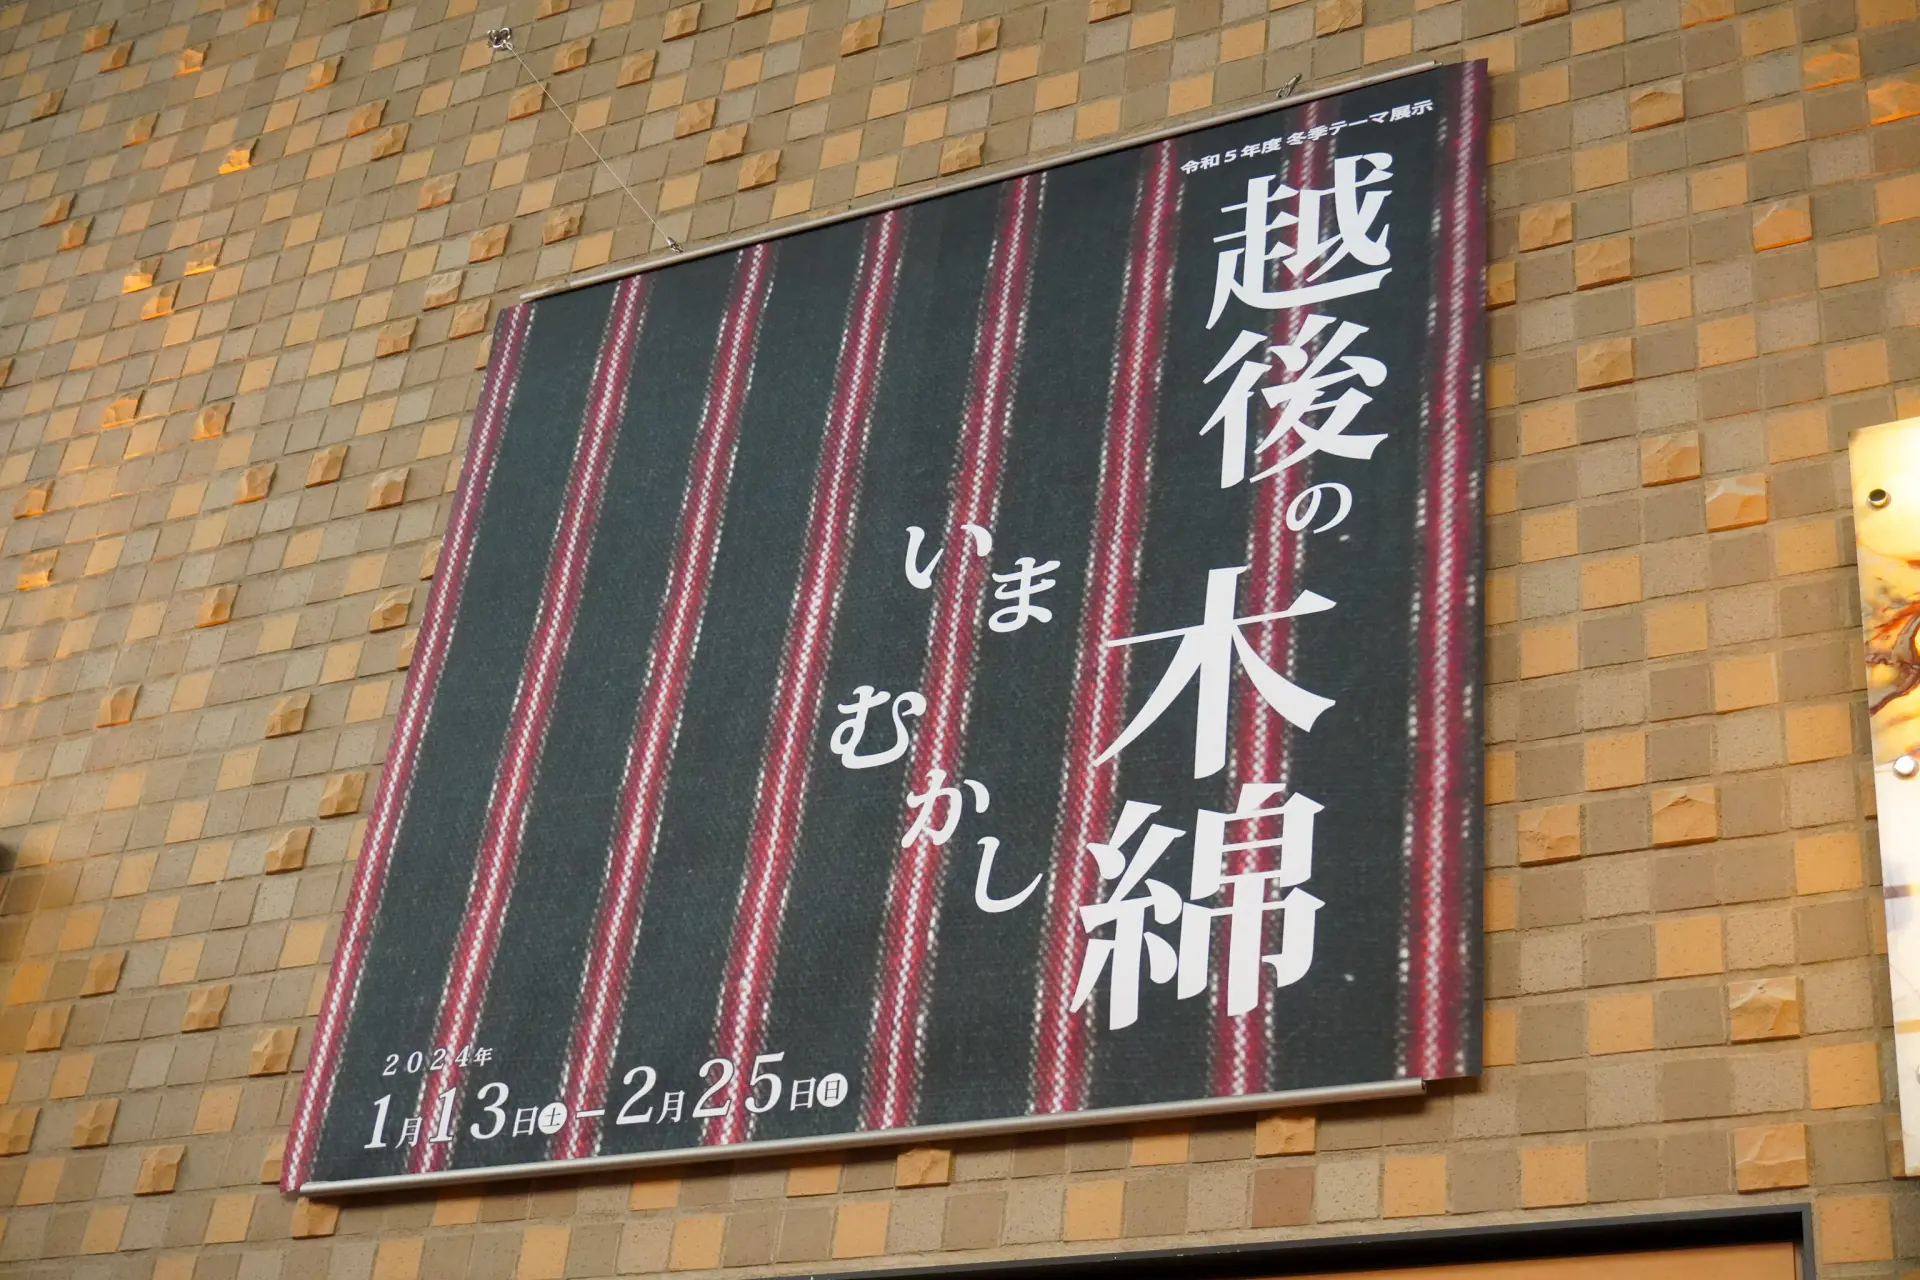 令和5年度 冬季テーマ展示
越後の木綿
いま
むかし
2024年
1月13日㊏−2月25日㊐